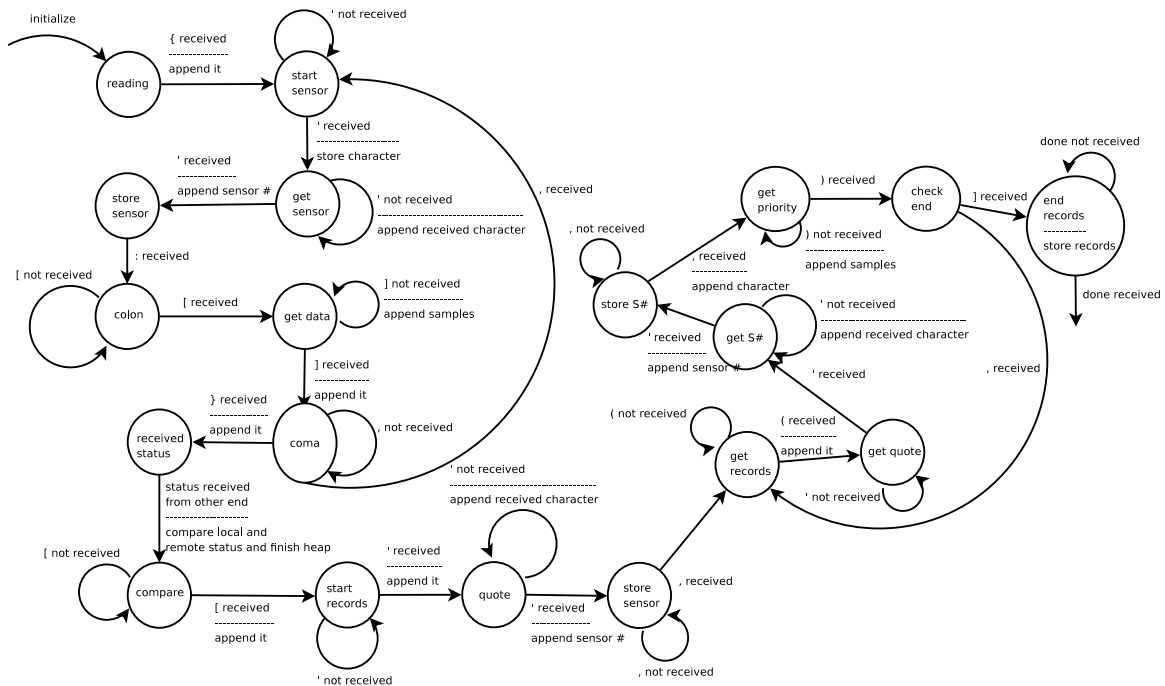 initialize
{ received
---------------
append it
' not received
reading
start
sensor
' received
---------------------
store character
' received
---------------
append sensor #
store
sensor
get
sensor
' not received
-------------------------------------
append received character
, received
: received
[ not received
colon
[ received
get data
] not received
--------------------
append samples
] received
--------------
append it
} received
---------------
append it
received
status
coma
, not received
status received
from other end
---------------------
compare local and
remote status and finish heap
[ not received
compare
[ received
---------------
append it
start
records
' not received
' received
--------------
append it
' not received
-------------------------------------
append received character
quote
' received
---------------
append sensor #
store
sensor
, received
, not received
( not received
get
records
( received
--------------
append it
get quote
' not received
' received
get S#
' not received
-------------------------------------
append received character
' received
---------------
append sensor #
store S#
, not received
, received
--------------
append character
get
priority
) not received
--------------------
append samples
) received
check
end
] received
, received
done not received
end
records
-----------
store records
done received